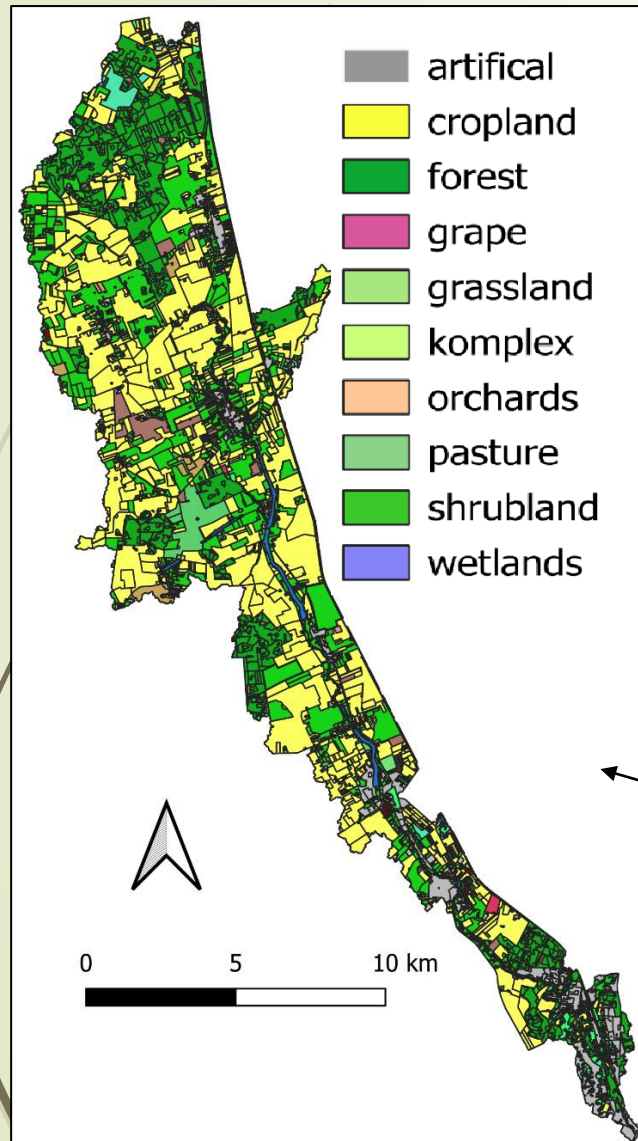 artifical
cropland
forest
grape
grassland
komplex
orchards
pasture
shrubland
wetlands
0 5 10 km